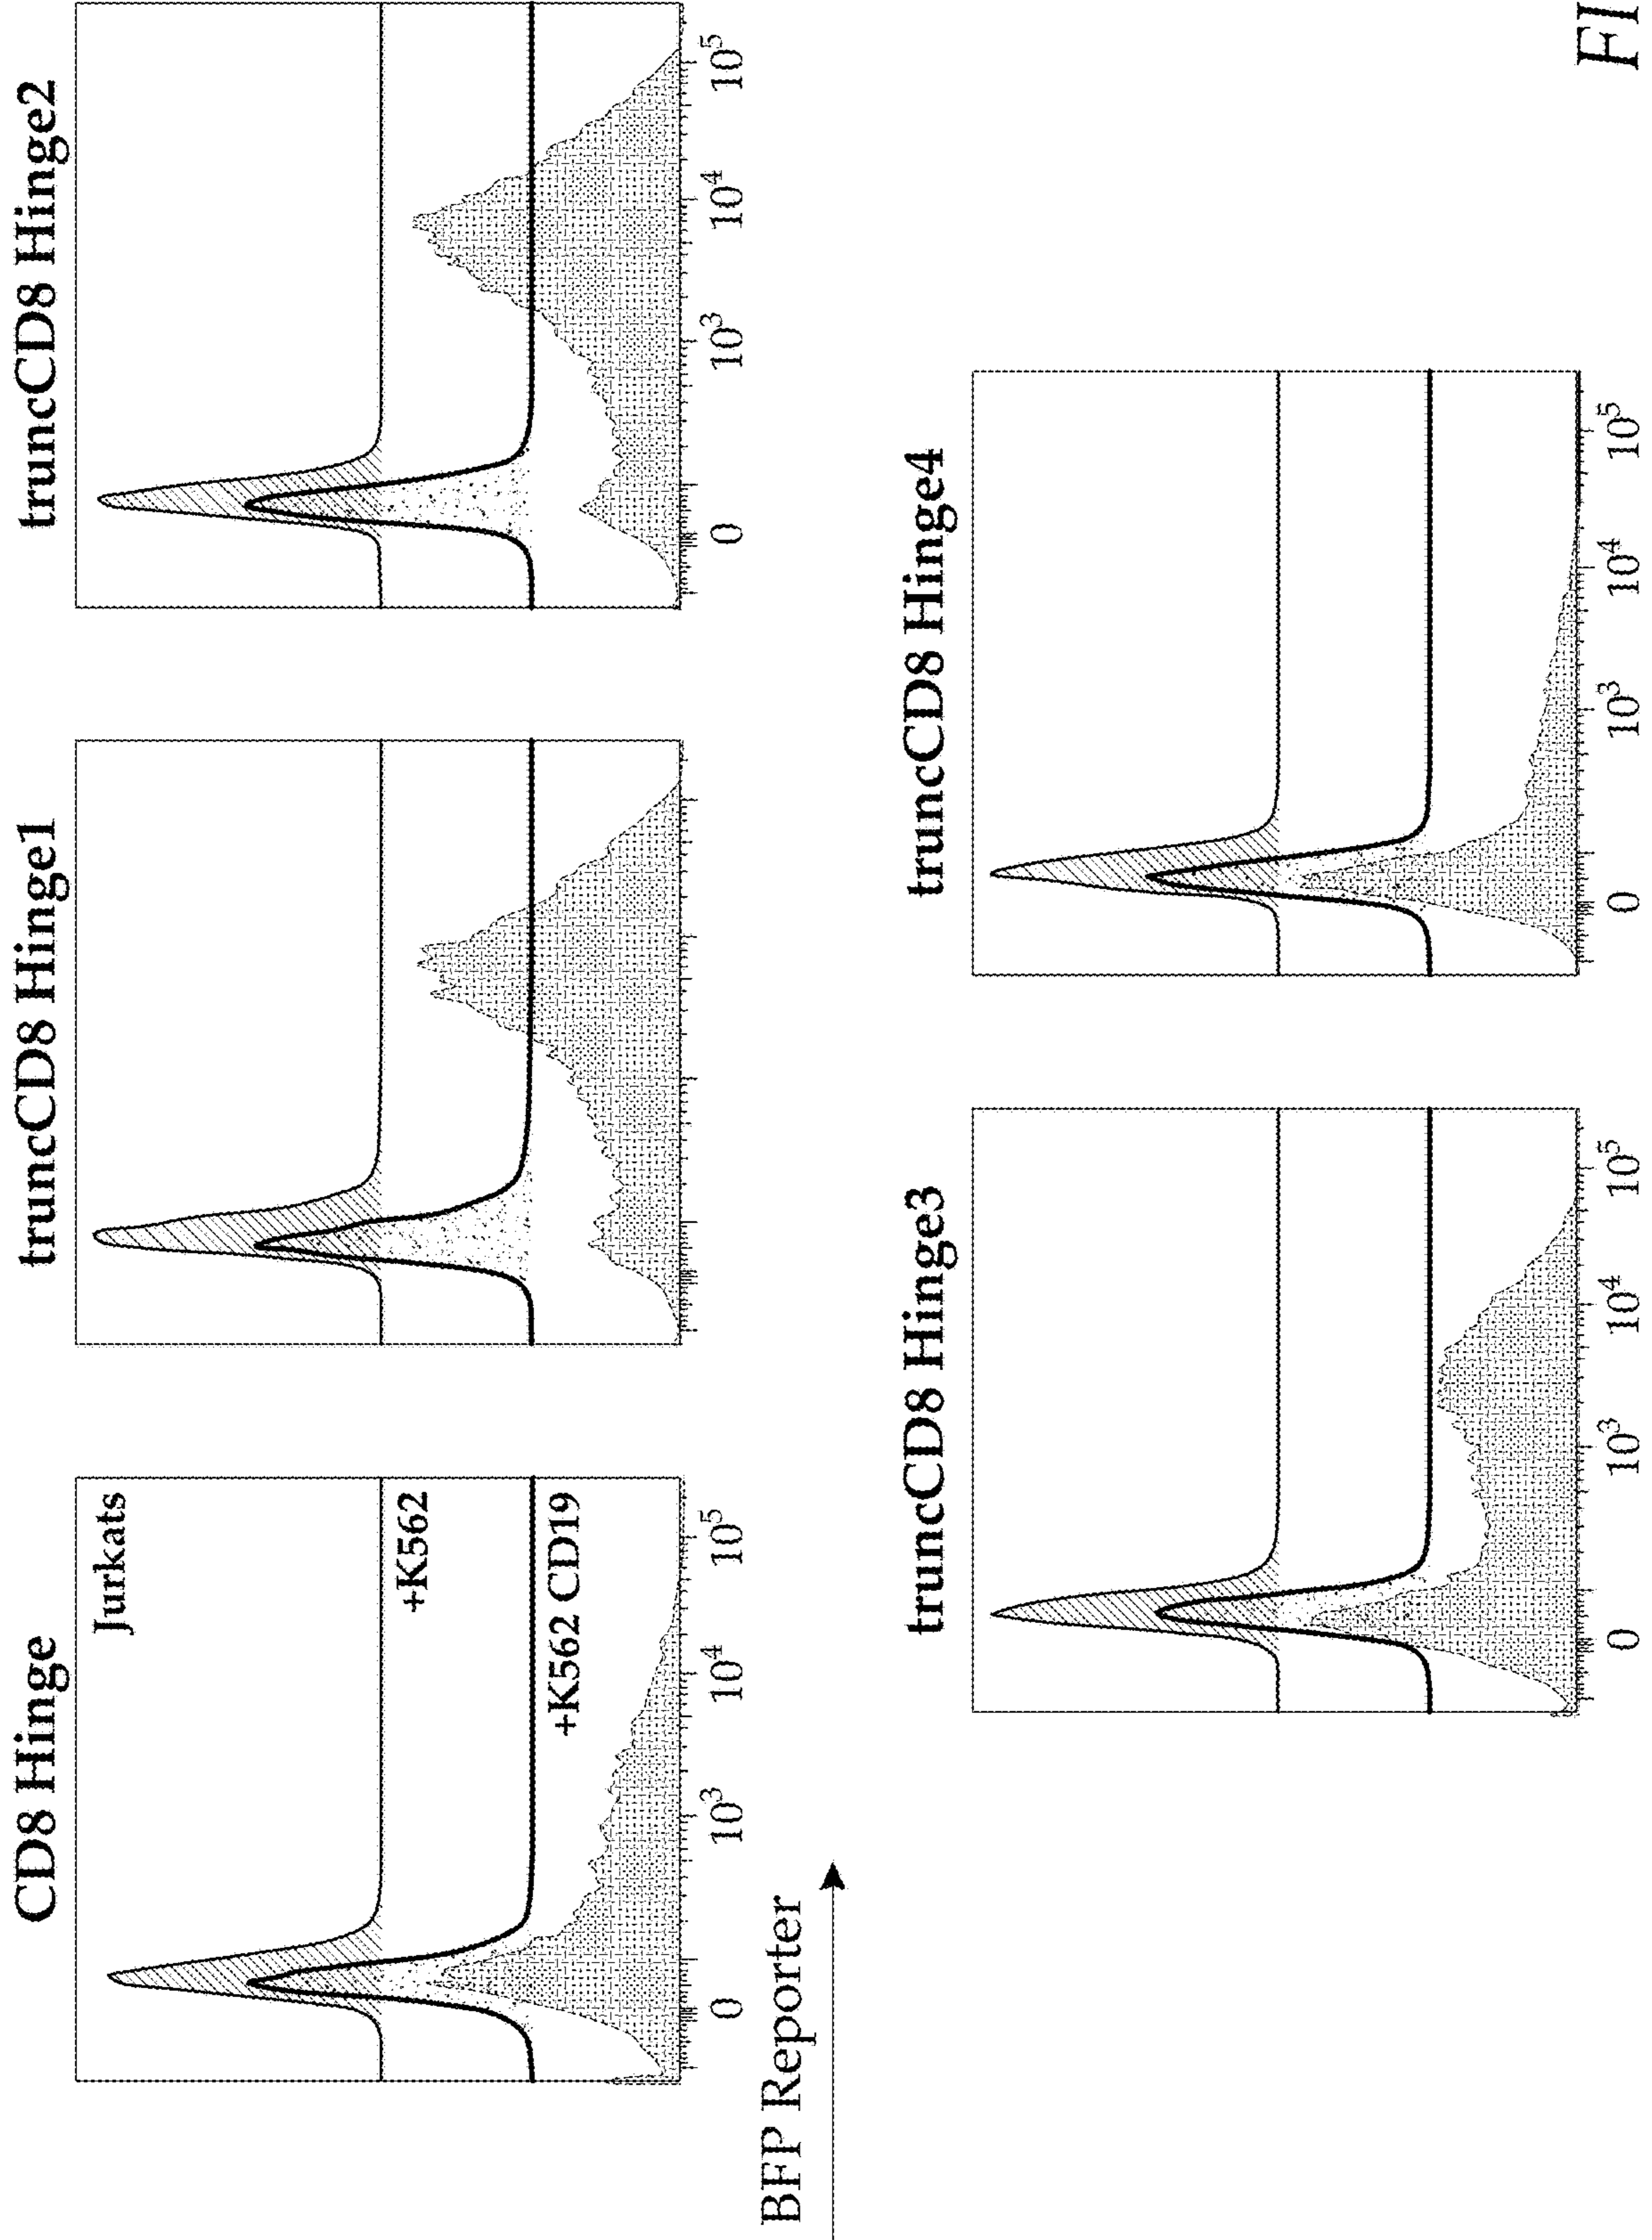 CD8 Hinge
truncCD8 Hinge1
truncCD8 Hinge2
Jurkats
+K562
+K562 CD19
0 10³ 10⁴ 10⁵
0 10³ 10⁴ 10⁵
BFP Reporter
truncCD8 Hinge3
truncCD8 Hinge4
0 10³ 10⁴ 10⁵
0 10³ 10⁴ 10⁵
FI